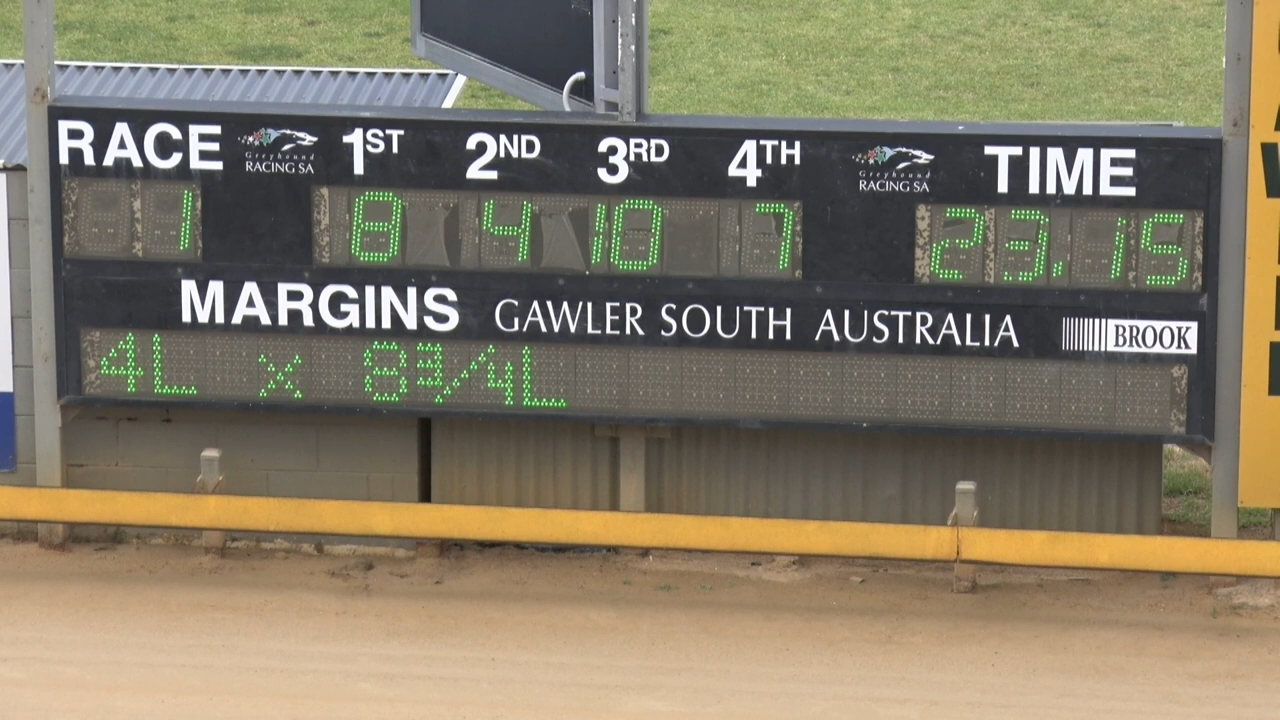 RACE Greyhound RACING SA 1ST 2ND 3RD 4TH Greyhound RACING SA TIME
1 8 4 10 7 23.15
MARGINS GAWLER SOUTH AUSTRALIA BROOK
4L x 8 3/4L